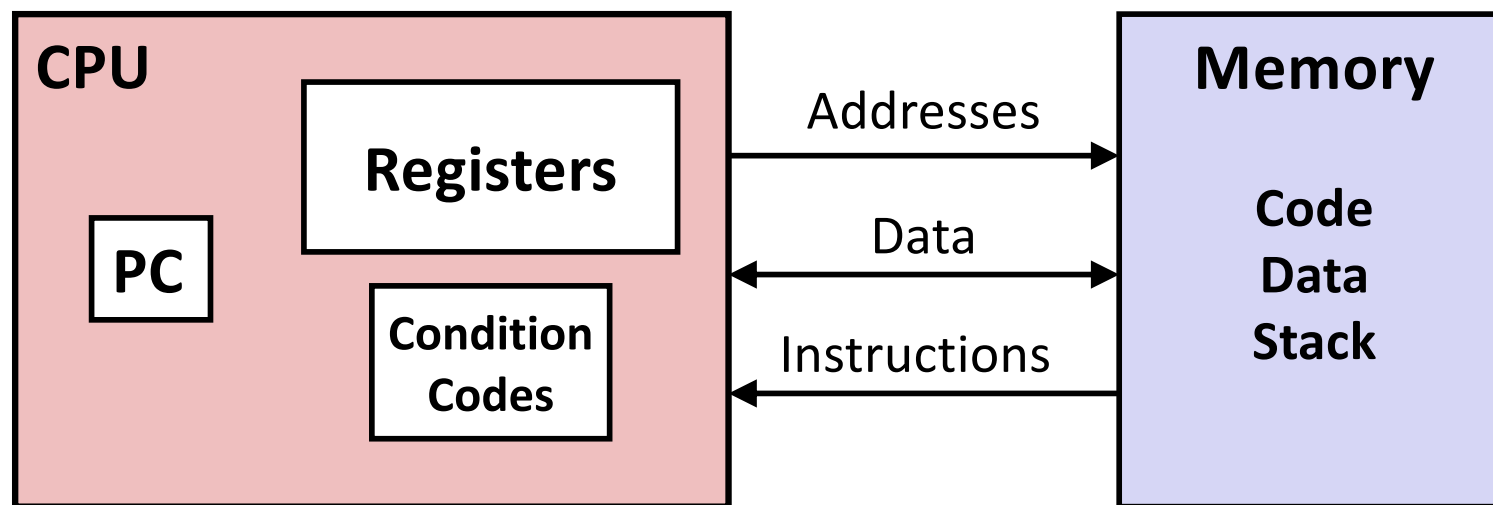 CPU
Registers
PC
Condition
Codes
Addresses
Data
Instructions
Memory
Code
Data
Stack